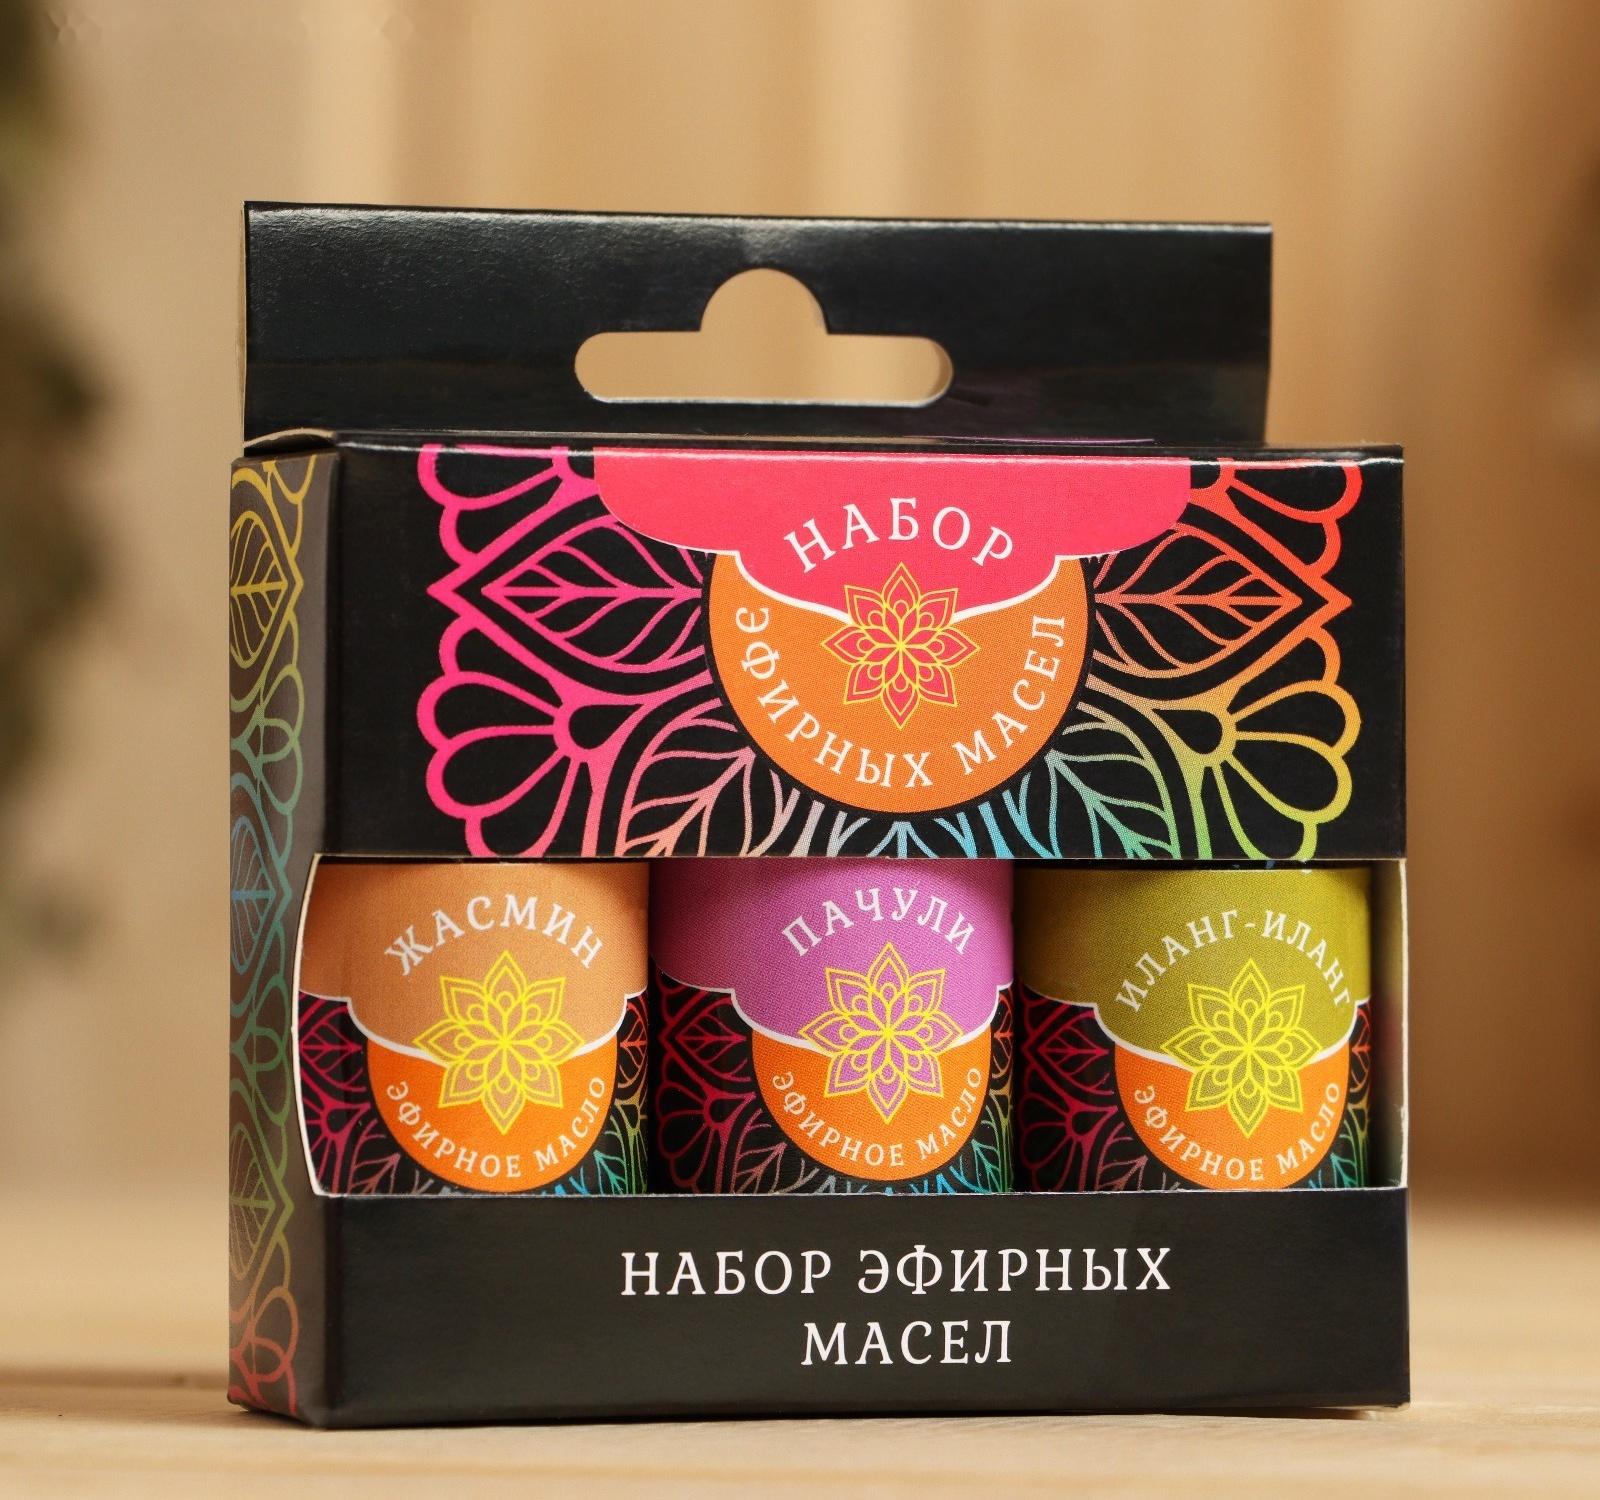 НАБОР
ЭФИРНЫХ МАСЕЛ
ЖАСМИН
ЭФИРНОЕ МАСЛО
ПАЧУЛИ
ЭФИРНОЕ МАСЛО
ИЛАНГ-ИЛАНГ
ЭФИРНОЕ МАСЛО
НАБОР ЭФИРНЫХ
МАСЕЛ